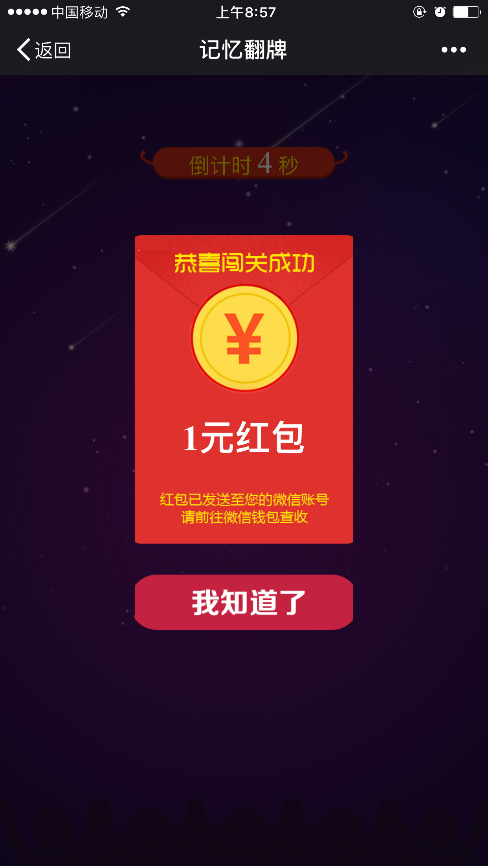 中国移动 上午8:57
返回 记忆翻牌
倒计时 4 秒
恭喜闯关成功
¥
1元红包
红包已发送至您的微信账号
请前往微信钱包查收
我知道了